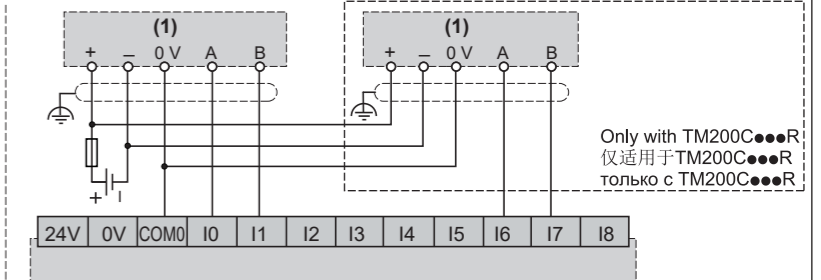 (1) (1)
+ – 0 V A B + – 0 V A B
Only with TM200C●●●R
仅适用于TM200C●●●R
только с TM200C●●●R
+ I
24V 0V COM0 I0 I1 I2 I3 I4 I5 I6 I7 I8